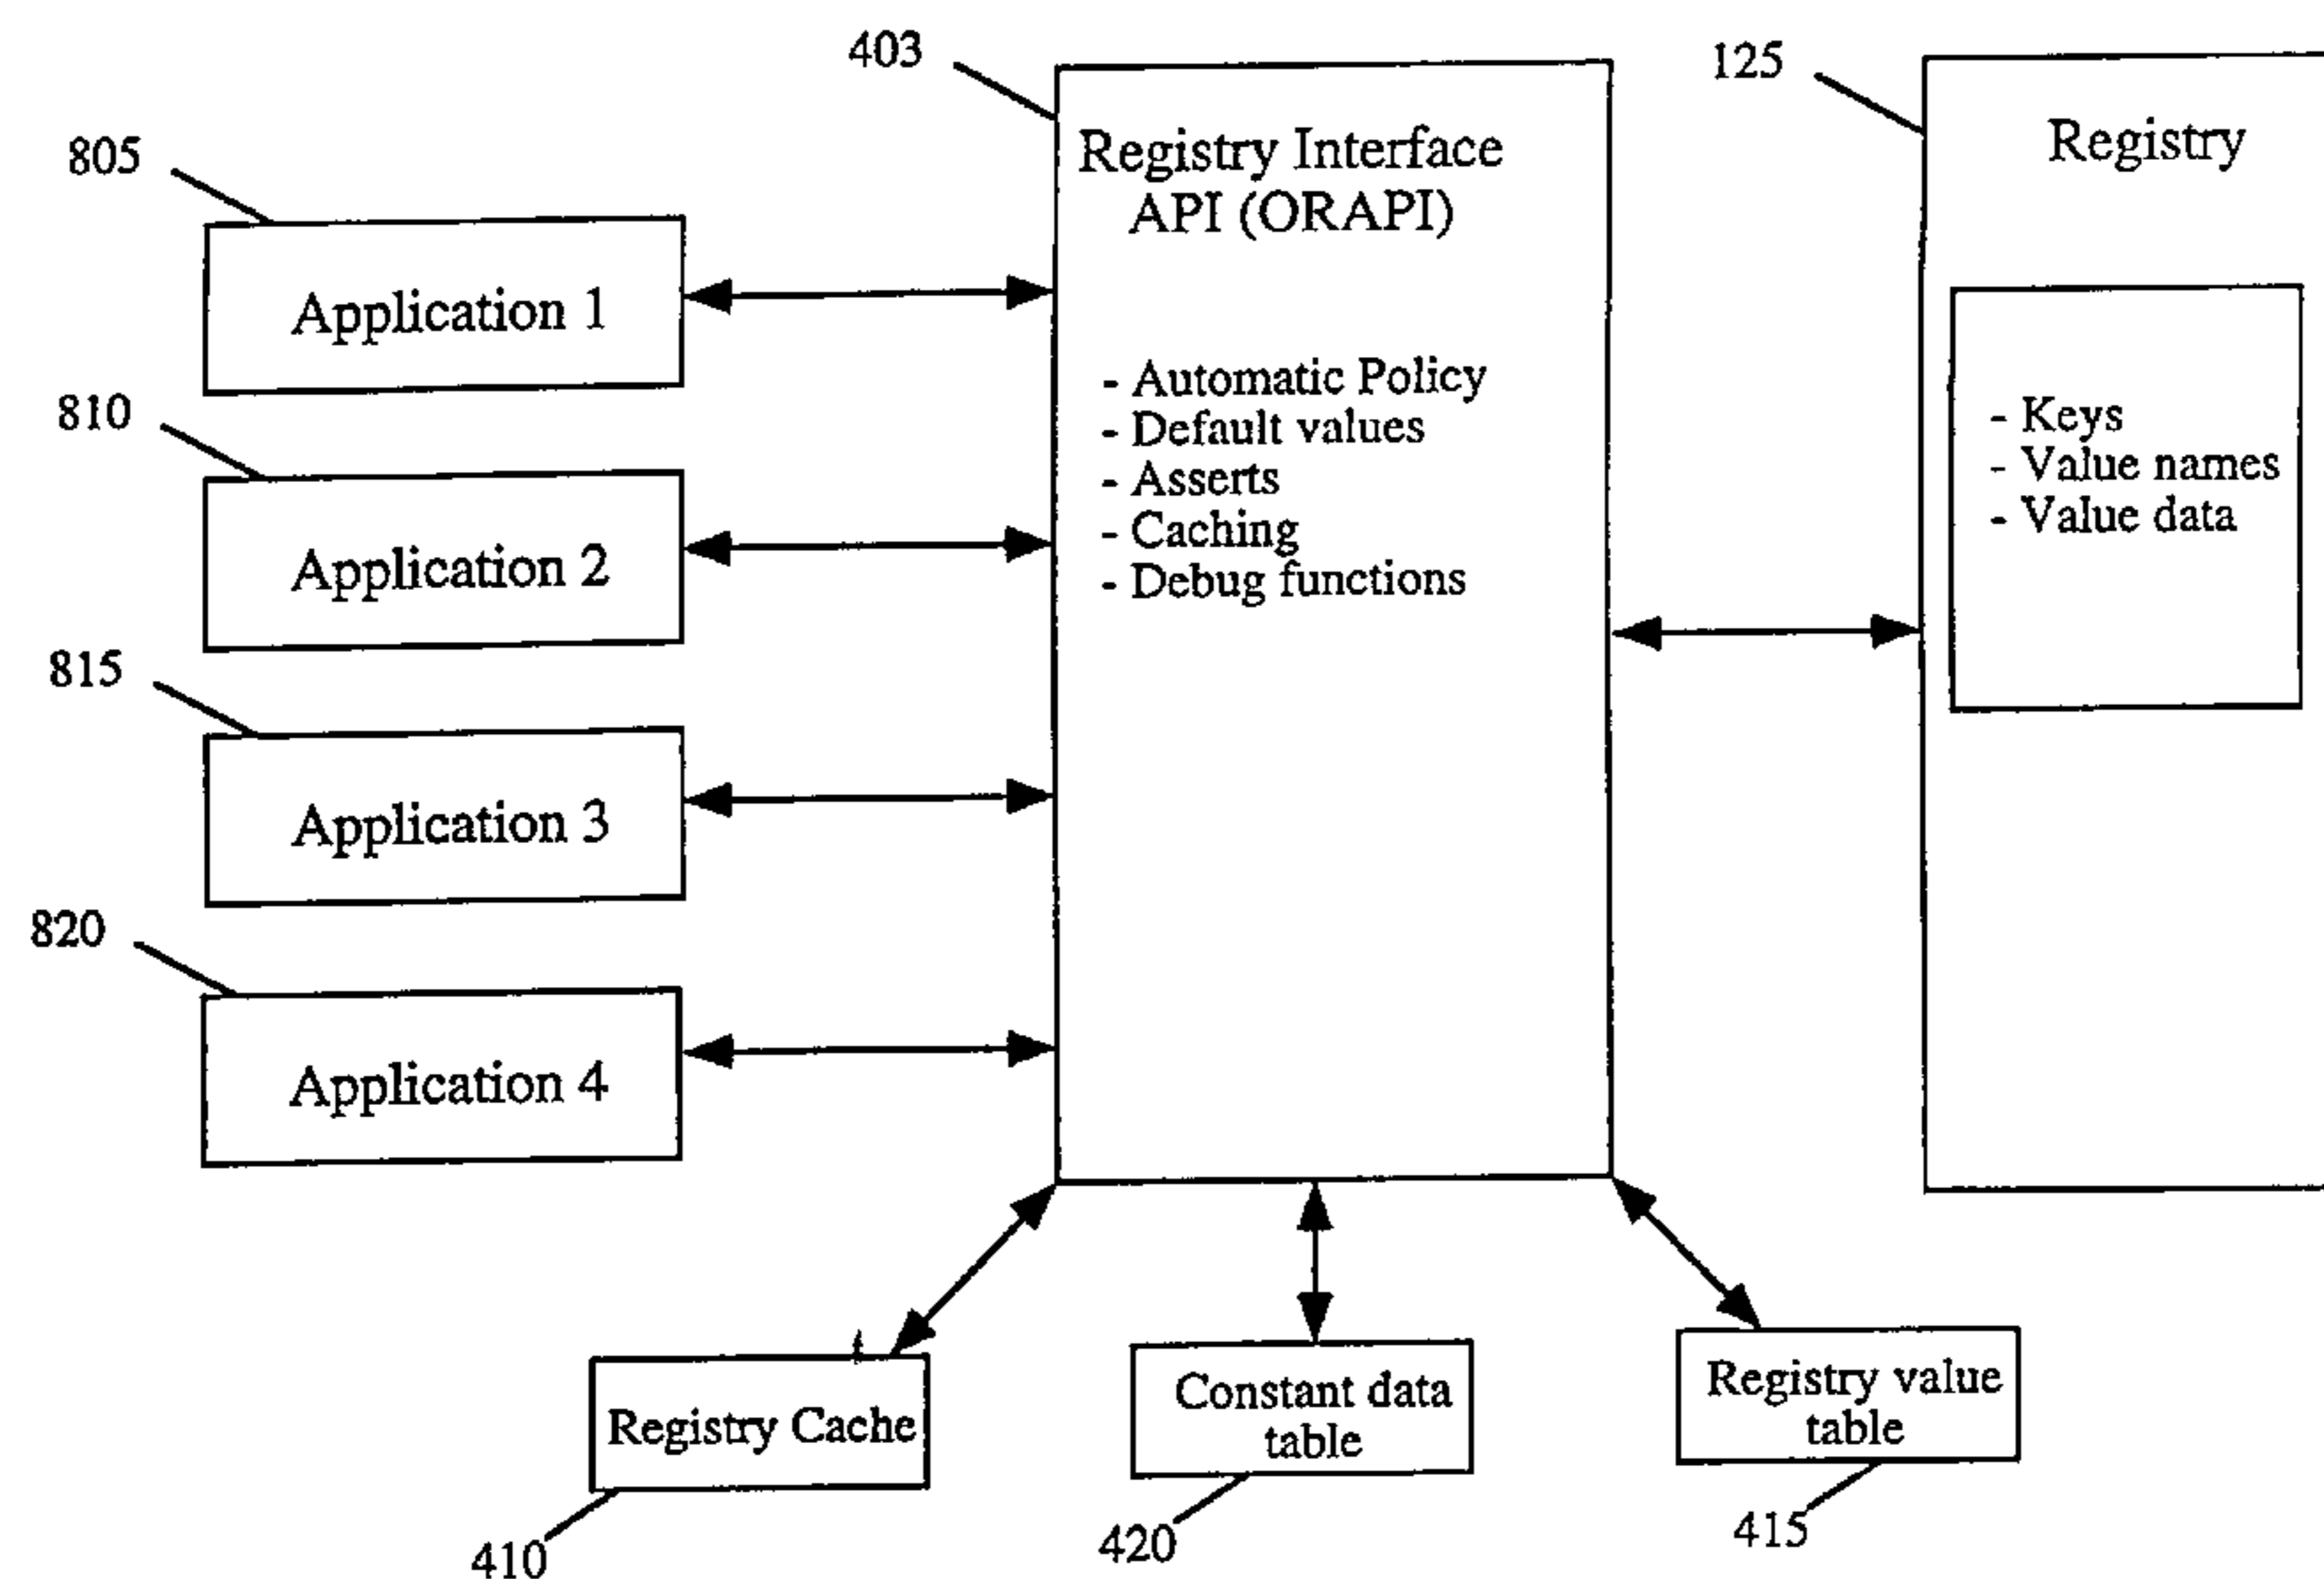 403
125
805
Registry Interface
API (ORAPI)
Registry
Application 1
- Automatic Policy
- Default values
- Asserts
- Caching
- Debug functions
- Keys
- Value names
- Value data
810
Application 2
815
Application 3
820
Application 4
Registry Cache
Constant data
table
Registry value
table
410
420
415